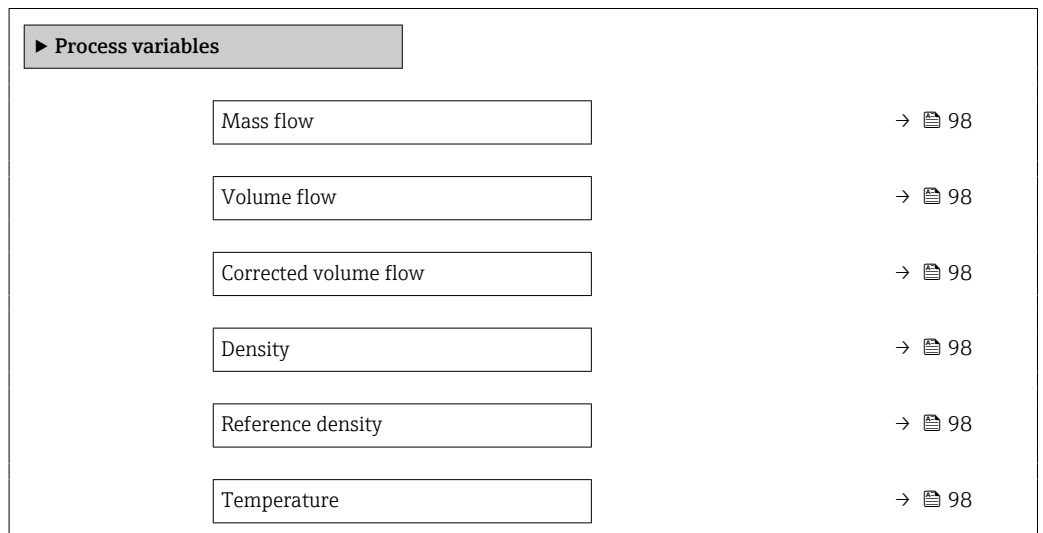 ▶ Process variables
Mass flow → 98
Volume flow → 98
Corrected volume flow → 98
Density → 98
Reference density → 98
Temperature → 98